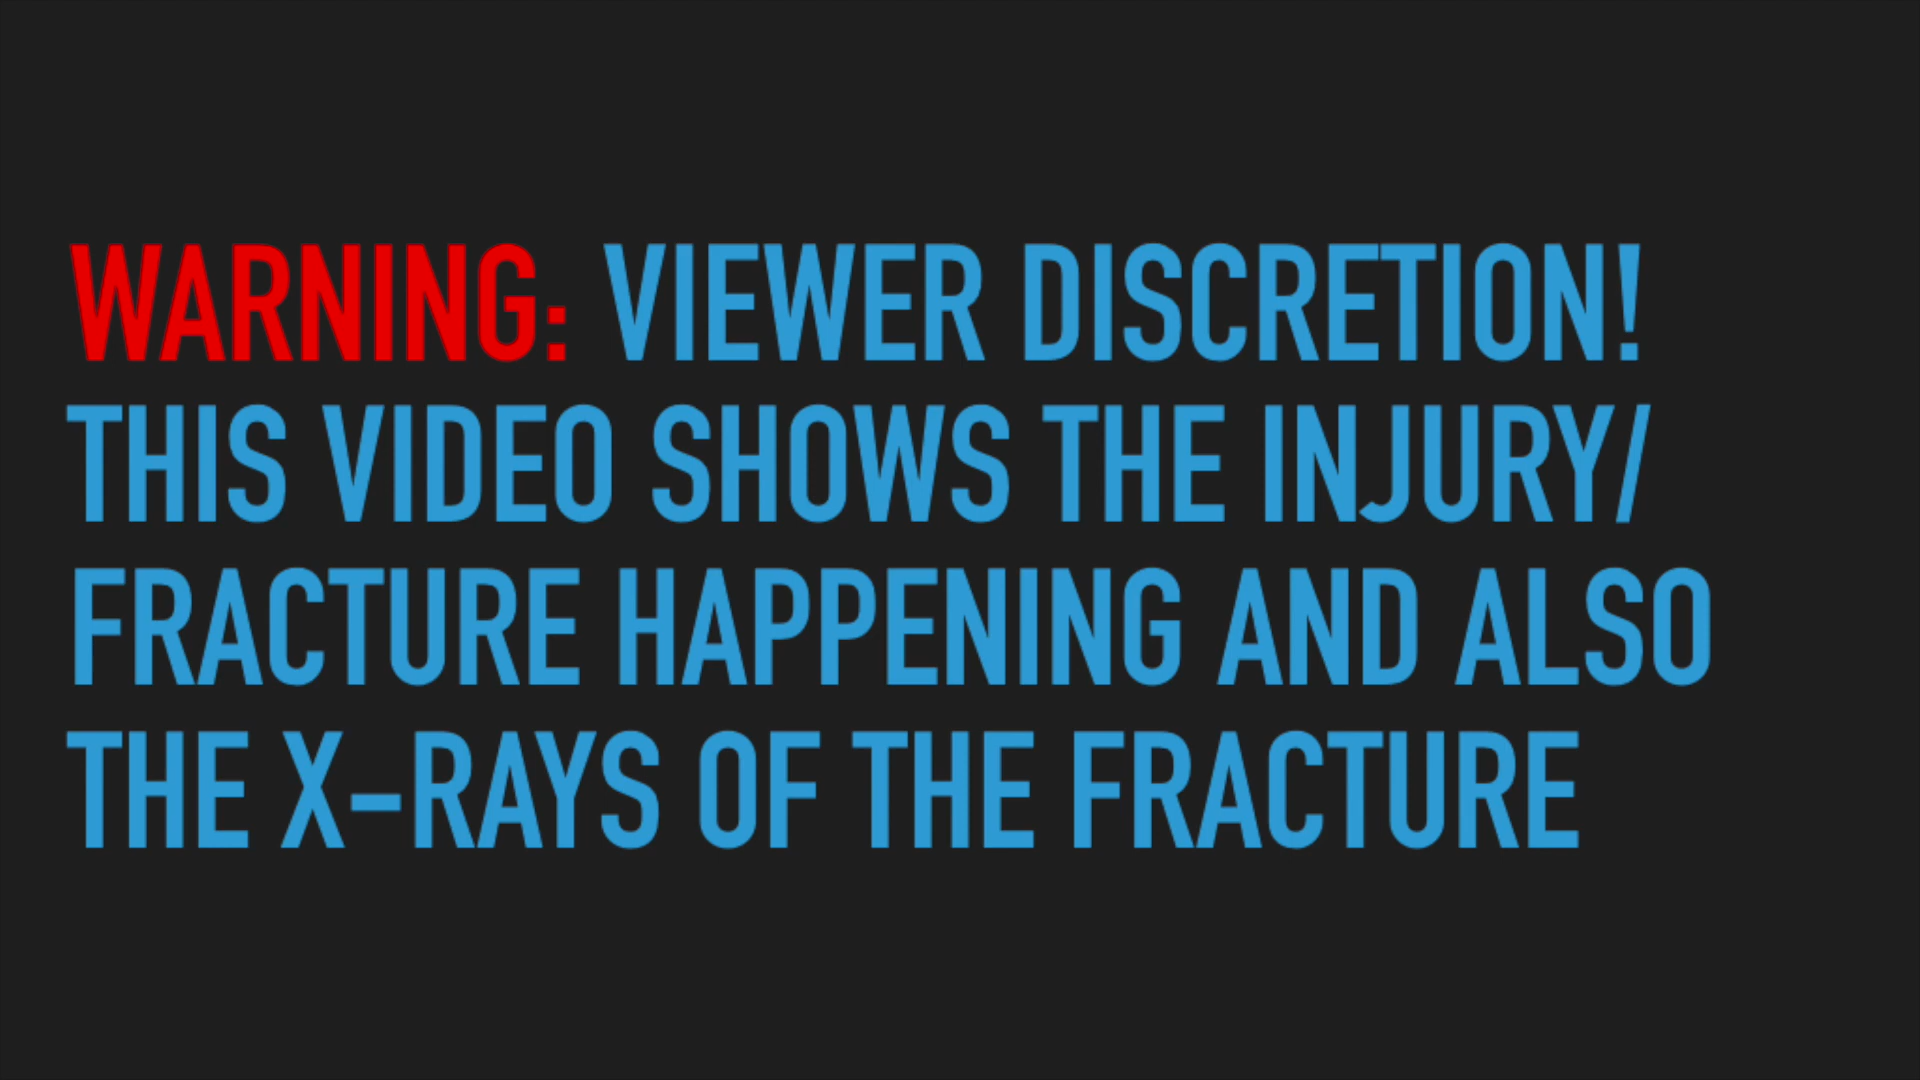 WARNING: VIEWER DISCRETION!
THIS VIDEO SHOWS THE INJURY/
FRACTURE HAPPENING AND ALSO
THE X-RAYS OF THE FRACTURE